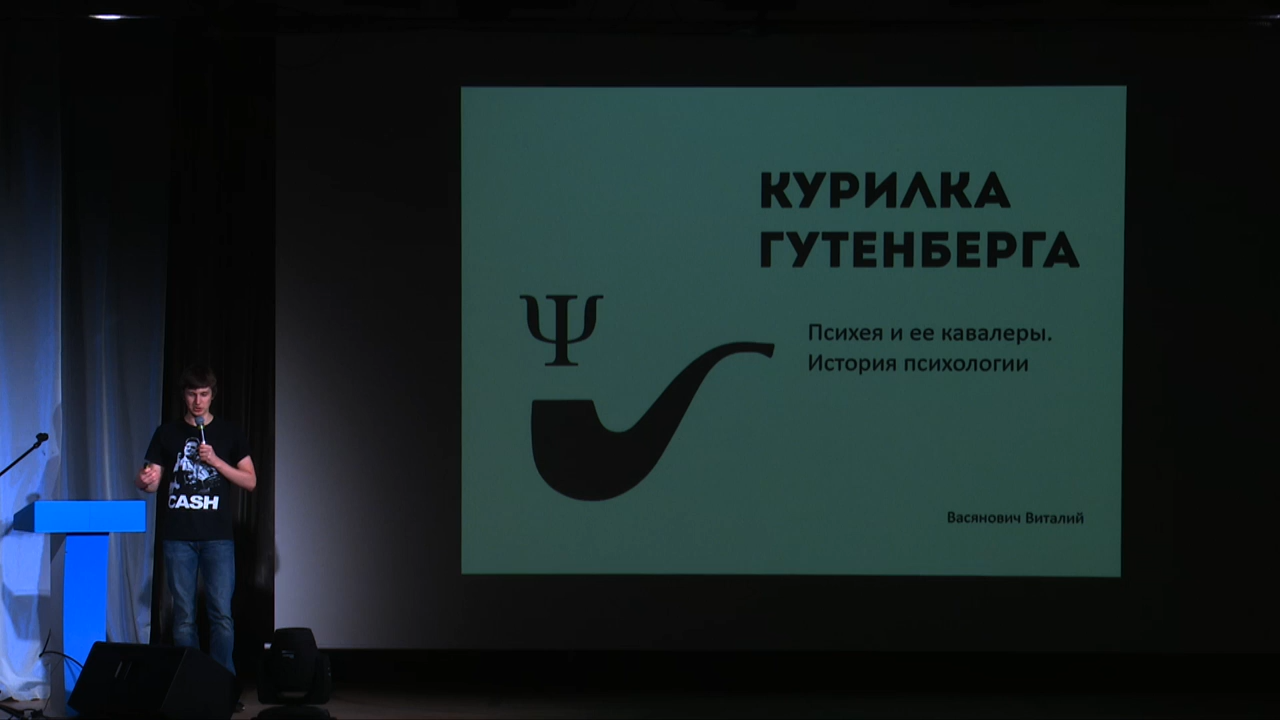 КУРИЛКА
ГУТЕНБЕРГА
Ψ
Психея и ее кавалеры.
История психологии
Васянович Виталий
CASH